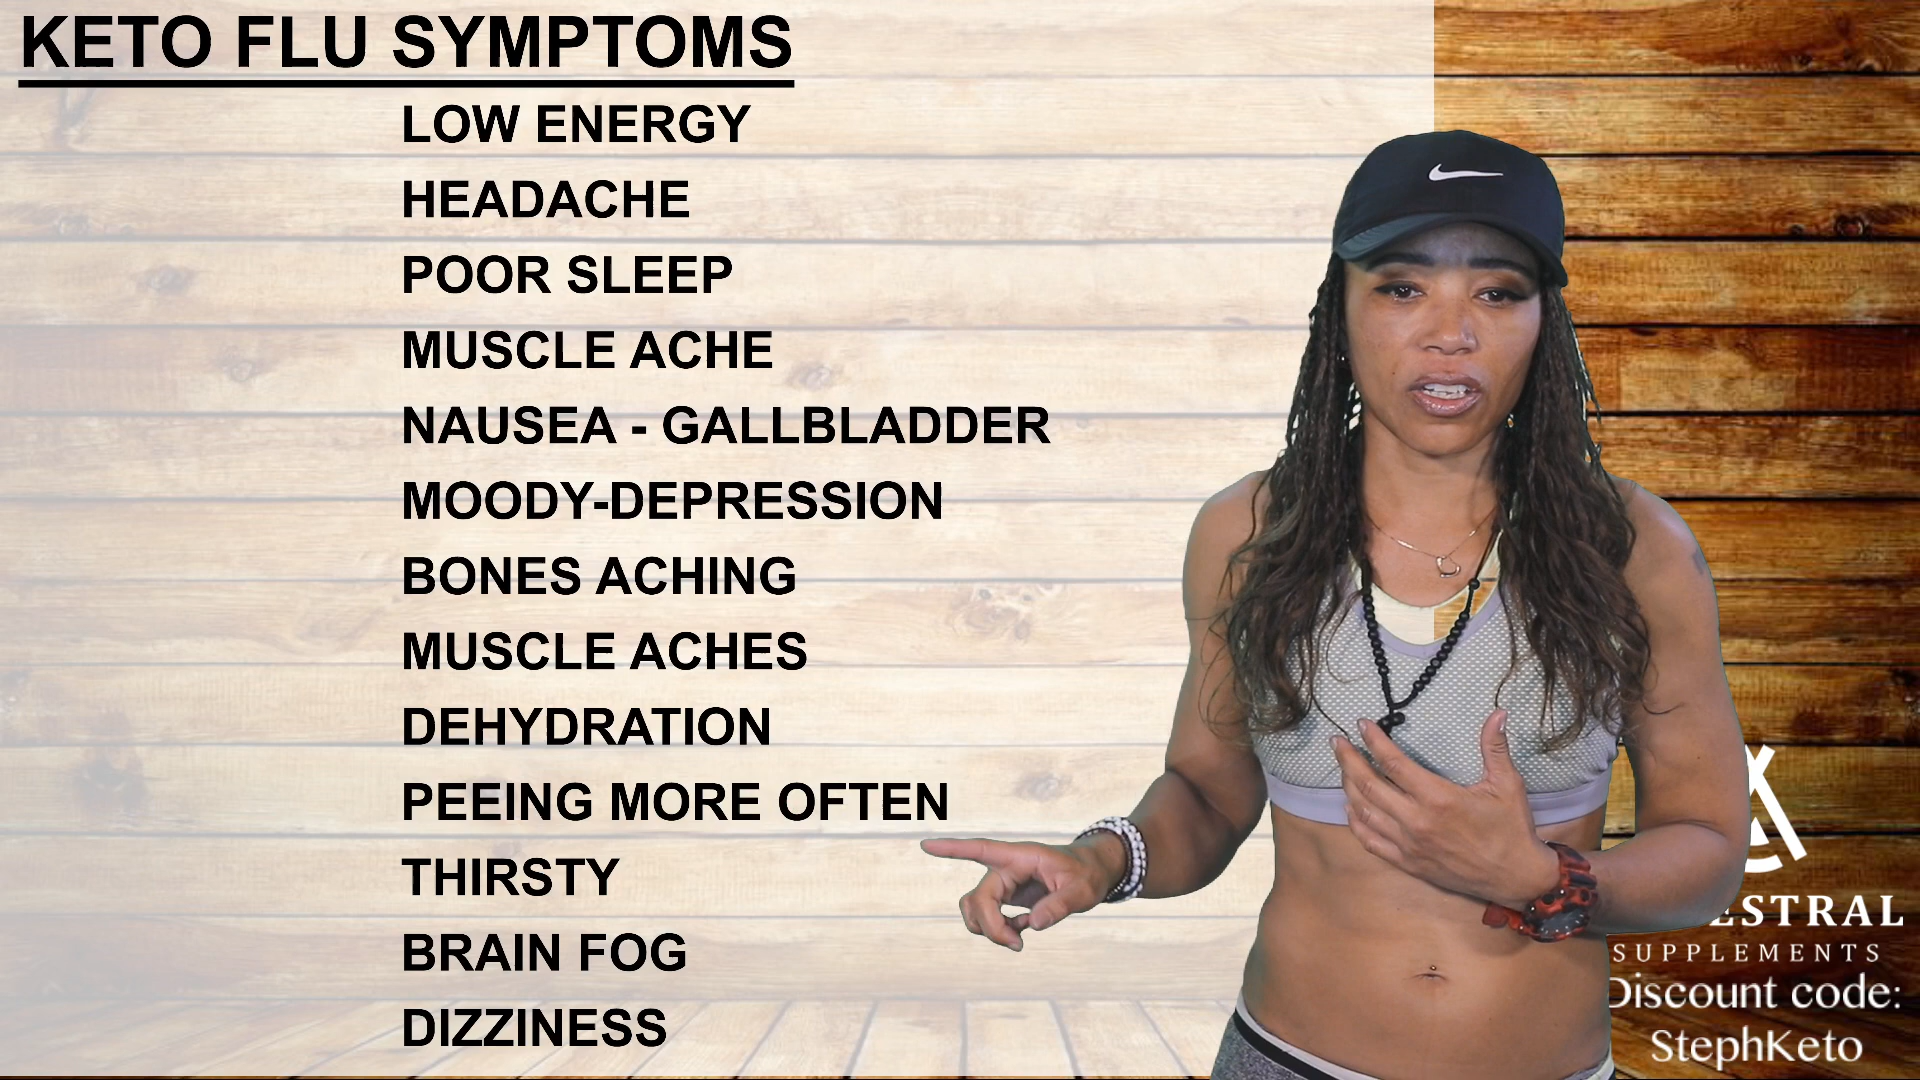 KETO FLU SYMPTOMS
LOW ENERGY
HEADACHE
POOR SLEEP
MUSCLE ACHE
NAUSEA - GALLBLADDER
MOODY-DEPRESSION
BONES ACHING
MUSCLE ACHES
DEHYDRATION
PEEING MORE OFTEN
THIRSTY
BRAIN FOG
DIZZINESS
ESTRAL
SUPPLEMENTS
Discount code:
StephKeto